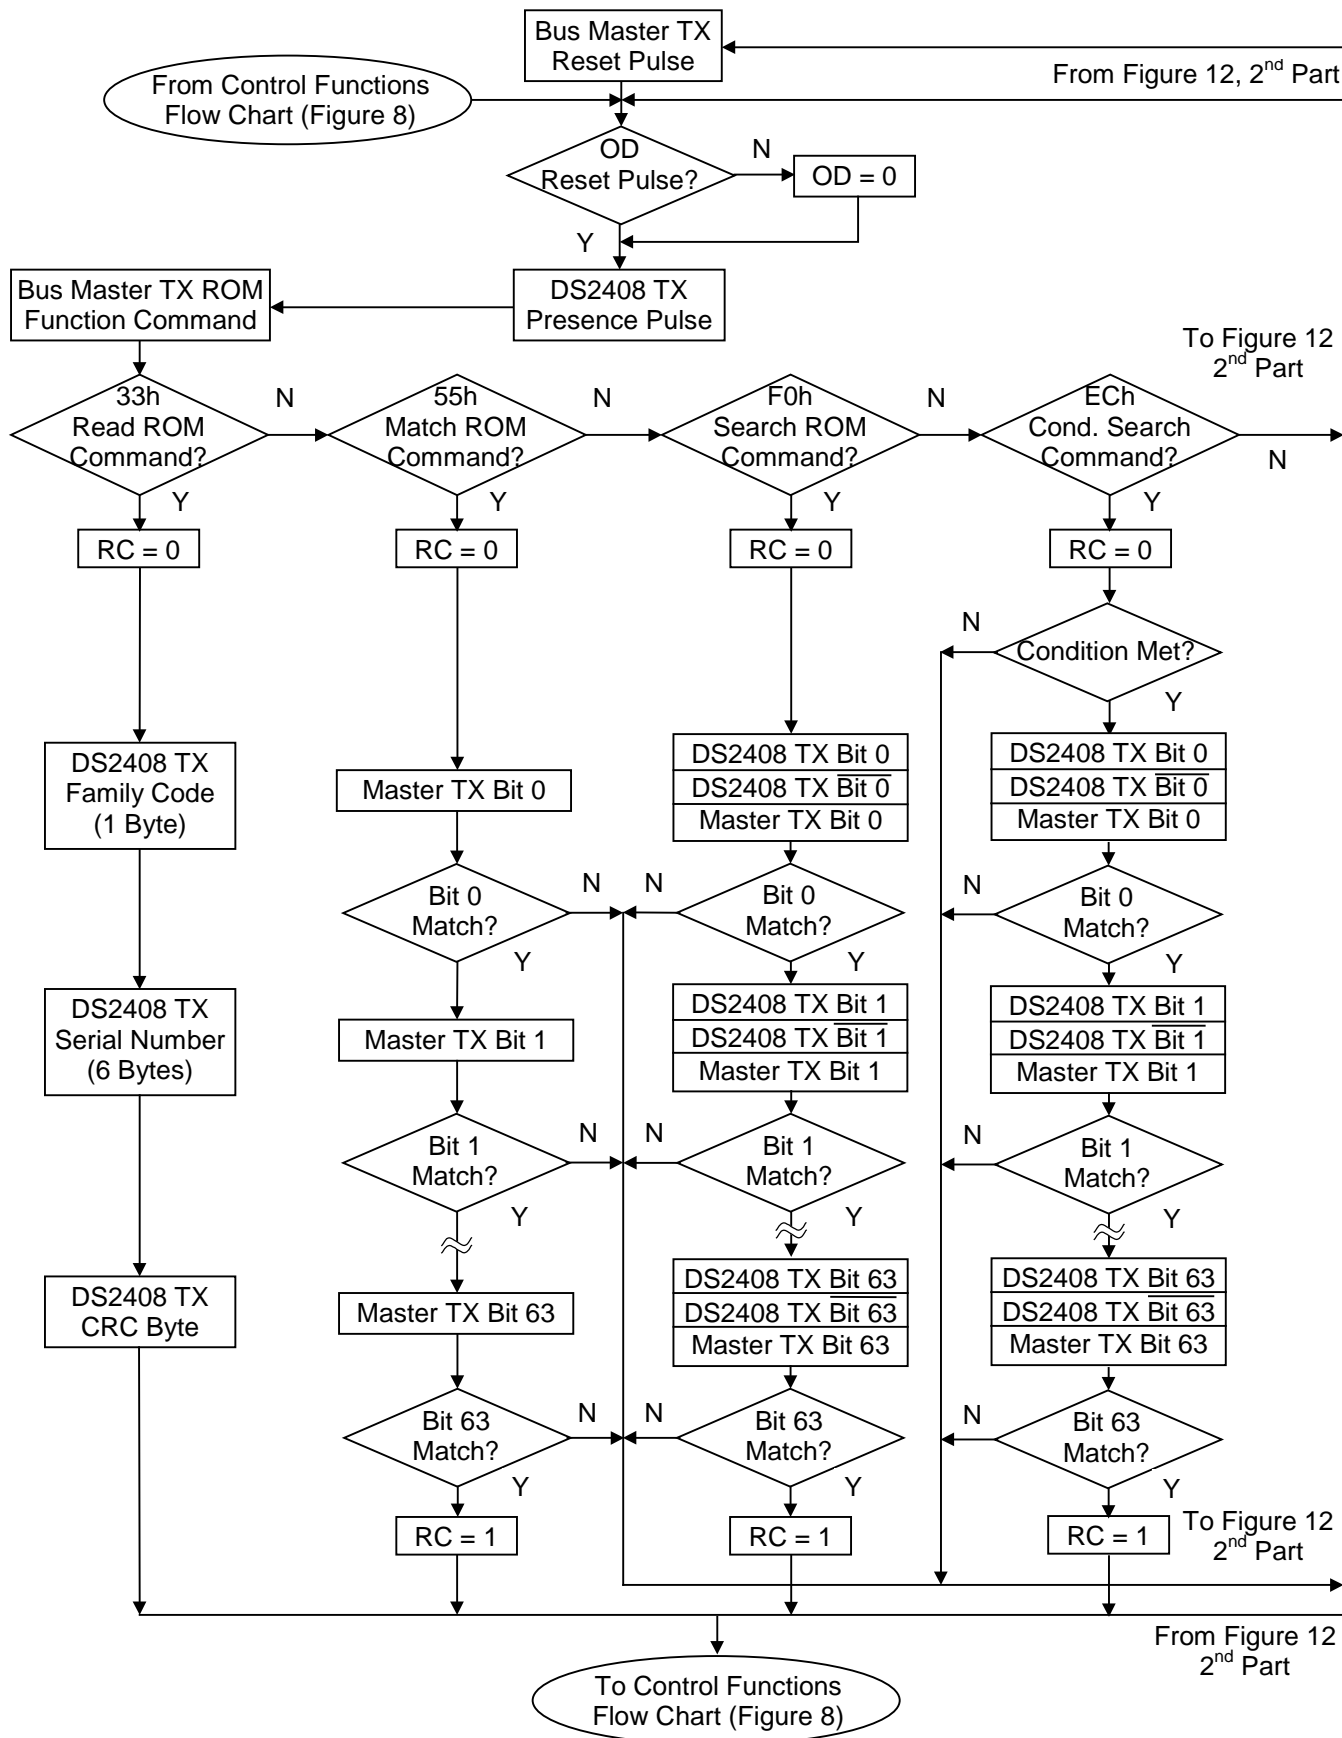 Bus Master TX
Reset Pulse
From Figure 12, 2nd Part
From Control Functions
Flow Chart (Figure 8)
OD
Reset Pulse?
N
OD = 0
Y
Bus Master TX ROM
Function Command
DS2408 TX
Presence Pulse
To Figure 12
2nd Part
33h
Read ROM
Command?
N
55h
Match ROM
Command?
N
F0h
Search ROM
Command?
N
ECh
Cond. Search
Command?
N
Y
Y
Y
Y
RC = 0
RC = 0
RC = 0
RC = 0
N
Condition Met?
Y
DS2408 TX
Family Code
(1 Byte)
Master TX Bit 0
DS2408 TX Bit 0
DS2408 TX Bit 0
Master TX Bit 0
DS2408 TX Bit 0
DS2408 TX Bit 0
Master TX Bit 0
Bit 0
Match?
N
N
Bit 0
Match?
N
Bit 0
Match?
Y
Y
Y
DS2408 TX
Serial Number
(6 Bytes)
Master TX Bit 1
DS2408 TX Bit 1
DS2408 TX Bit 1
Master TX Bit 1
DS2408 TX Bit 1
DS2408 TX Bit 1
Master TX Bit 1
Bit 1
Match?
N
N
Bit 1
Match?
N
Bit 1
Match?
Y
Y
Y
DS2408 TX
CRC Byte
Master TX Bit 63
DS2408 TX Bit 63
DS2408 TX Bit 63
Master TX Bit 63
DS2408 TX Bit 63
DS2408 TX Bit 63
Master TX Bit 63
Bit 63
Match?
N
N
Bit 63
Match?
N
Bit 63
Match?
Y
Y
Y
RC = 1
RC = 1
RC = 1
To Figure 12
2nd Part
From Figure 12
2nd Part
To Control Functions
Flow Chart (Figure 8)